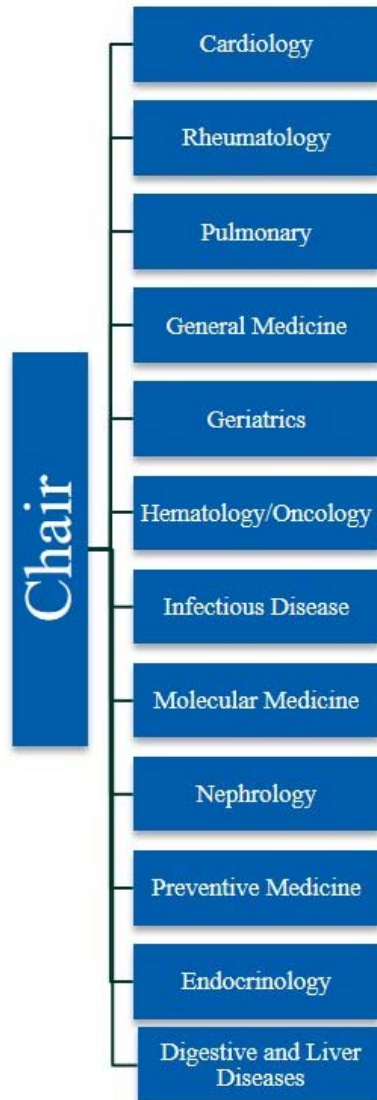 Cardiology
Rheumatology
Pulmonary
General Medicine
Geriatrics
Chair
Hematology/Oncology
Infectious Disease
Molecular Medicine
Nephrology
Preventive Medicine
Endocrinology
Digestive and Liver
Diseases